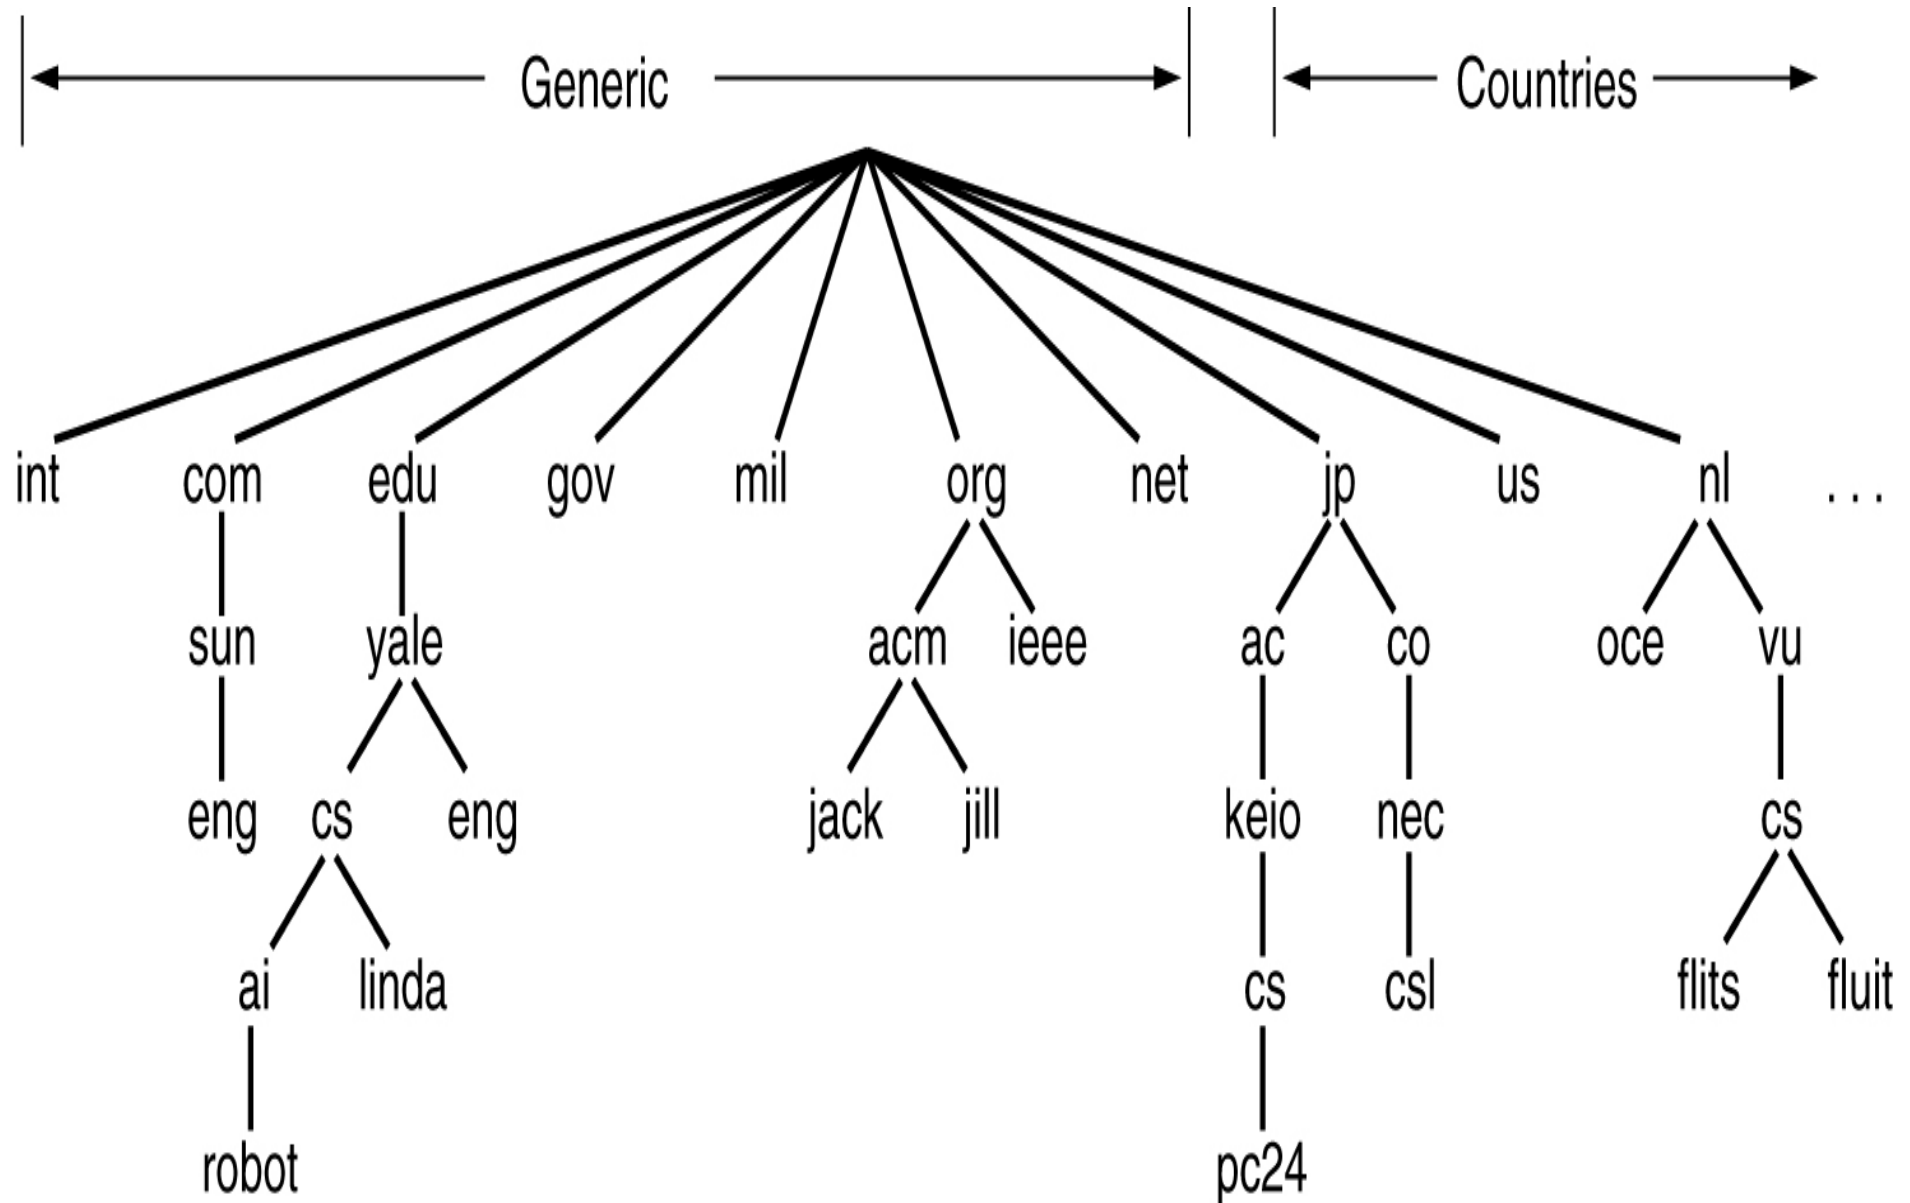 Generic Countries
int com edu gov mil org net jp us nl . . .
sun yale acm ieee ac co oce vu
eng cs eng jack jill keio nec cs
ai linda cs csl flits fluit
robot pc24